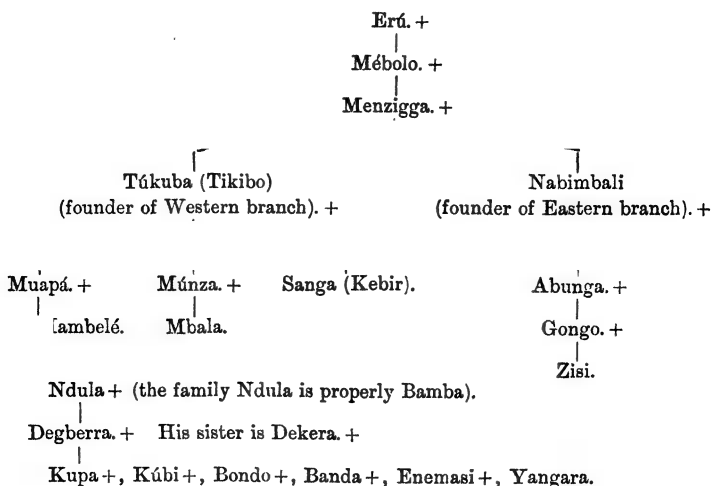 Erú. +
Mébolo. +
Menzigga. +
Túkuba (Tikibo)
(founder of Western branch). +
Nabimbali
(founder of Eastern branch). +
Muapá. + Múnza. + Sanga (Kebir). Abunga. +
ambelé. Mbala. Gongo. +
Zisi.
Ndula + (the family Ndula is properly Bamba).
Degberra. + His sister is Dekera. +
Kupa +, Kúbi +, Bondo +, Banda +, Enemasi +, Yangara.